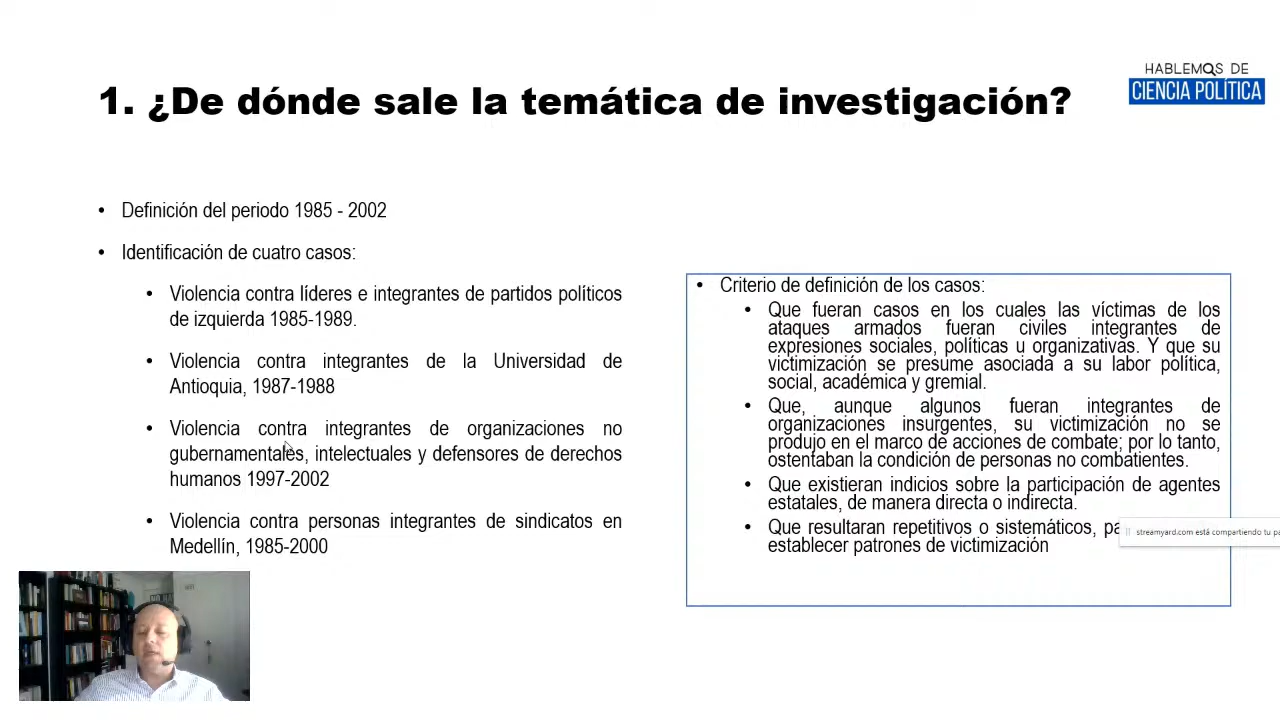 HABLEMOS DE
CIENCIA POLÍTICA
1. ¿De dónde sale la temática de investigación?
• Definición del periodo 1985 - 2002
• Identificación de cuatro casos:
• Violencia contra líderes e integrantes de partidos políticos
de izquierda 1985-1989.
• Violencia contra integrantes de la Universidad de
Antioquia, 1987-1988
• Violencia contra integrantes de organizaciones no
gubernamentales, intelectuales y defensores de derechos
humanos 1997-2002
• Violencia contra personas integrantes de sindicatos en
Medellín, 1985-2000
• Criterio de definición de los casos:
• Que fueran casos en los cuales las víctimas de los
ataques armados fueran civiles integrantes de
expresiones sociales, políticas u organizativas. Y que su
victimización se presume asociada a su labor política,
social, académica y gremial.
• Que, aunque algunos fueran integrantes de
organizaciones insurgentes, su victimización no se
produjo en el marco de acciones de combate; por lo tanto,
ostentaban la condición de personas no combatientes.
• Que existieran indicios sobre la participación de agentes
estatales, de manera directa o indirecta.
• Que resultaran repetitivos o sistemáticos,
establecer patrones de victimización
streamyard.com está compartiendo tu